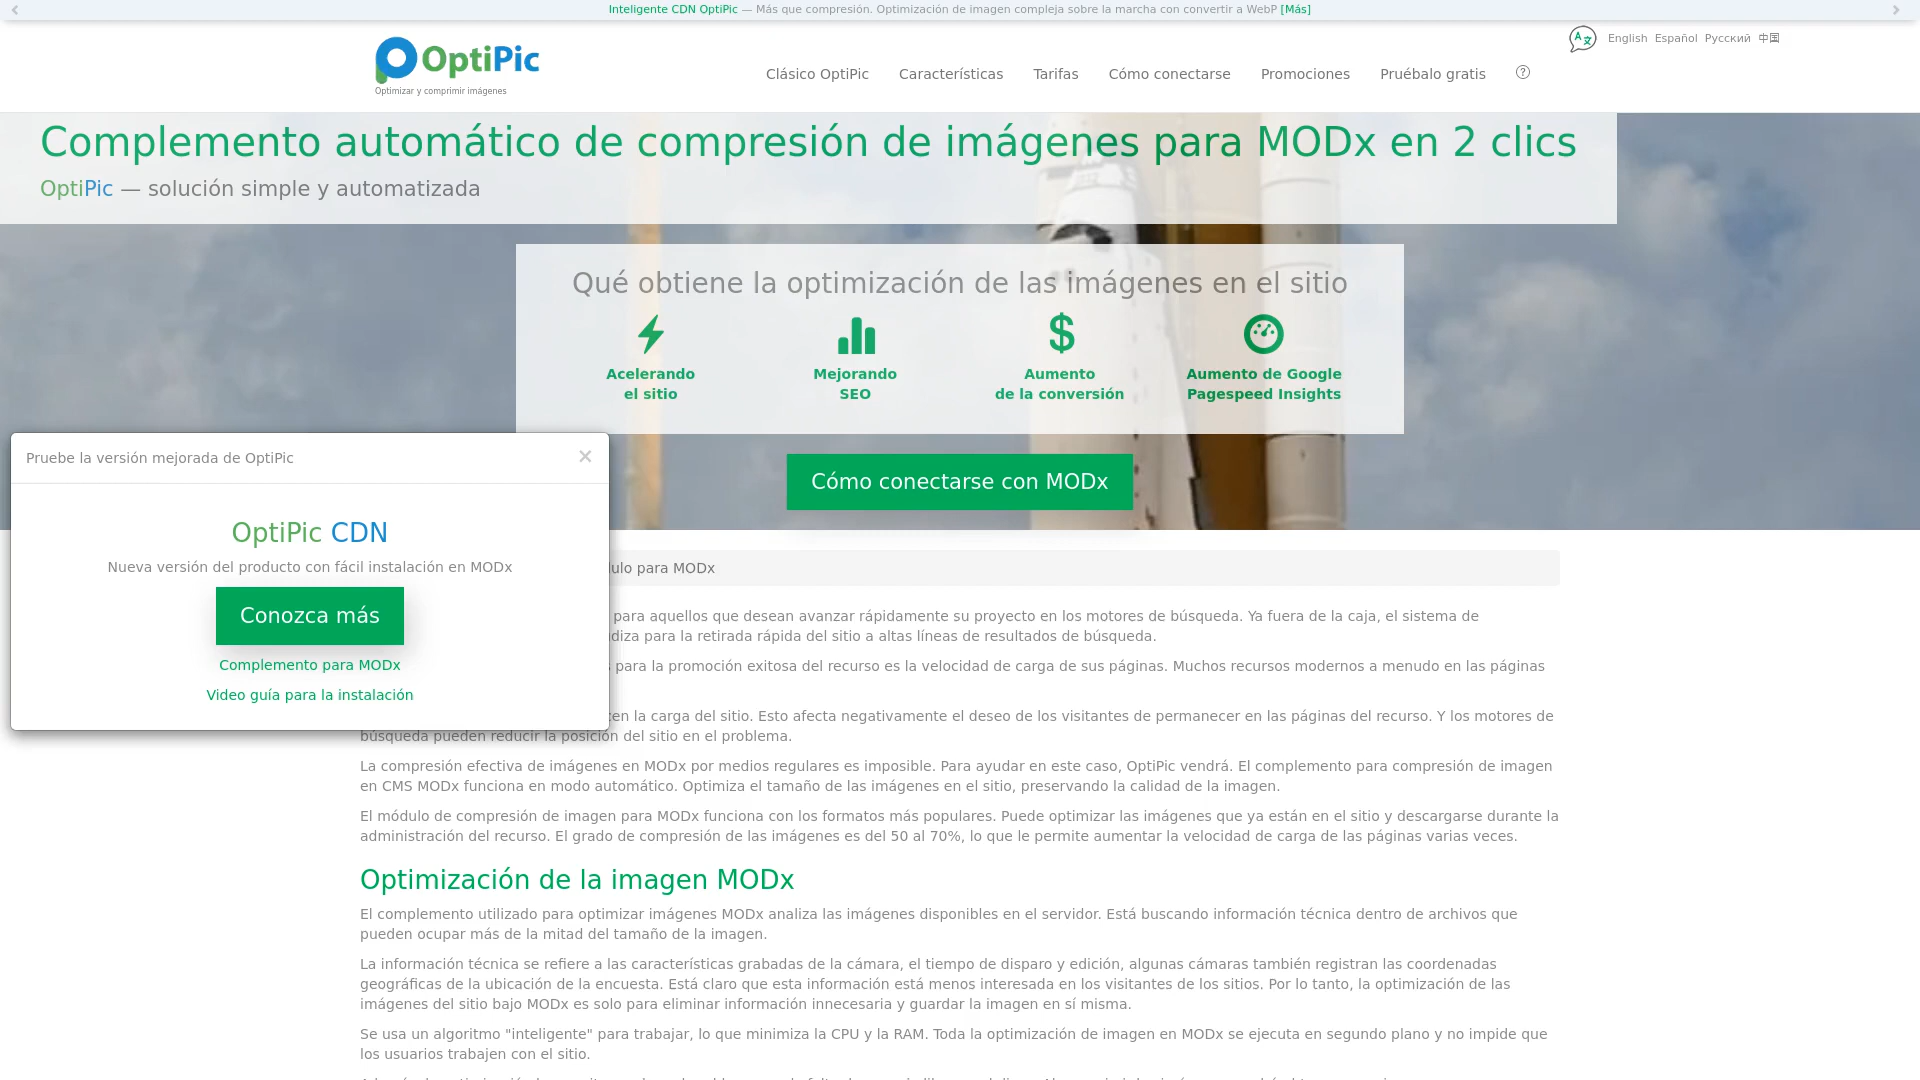 Inteligente CDN OptiPic — Más que compresión. Optimización de imagen compleja sobre la marcha con convertir a WebP [Más]
English Español Русский 中国
OptiPic
Optimizar y comprimir imágenes
Clásico OptiPic Características Tarifas Cómo conectarse Promociones Pruébalo gratis
Complemento automático de compresión de imágenes para MODx en 2 clics
OptiPic — solución simple y automatizada
Qué obtiene la optimización de las imágenes en el sitio
Acelerando
el sitio
Mejorando
SEO
Aumento
de la conversión
Aumento de Google
Pagespeed Insights
Cómo conectarse con MODx
Pruebe la versión mejorada de OptiPic ×
OptiPic CDN
Nueva versión del producto con fácil instalación en MODx
Conozca más
Complemento para MODx
Video guía para la instalación
para MODx
para aquellos que desean avanzar rápidamente su proyecto en los motores de búsqueda. Ya fuera de la caja, el sistema de
para la retirada rápida del sitio a altas líneas de resultados de búsqueda.
para la promoción exitosa del recurso es la velocidad de carga de sus páginas. Muchos recursos modernos a menudo en las páginas
la carga del sitio. Esto afecta negativamente el deseo de los visitantes de permanecer en las páginas del recurso. Y los motores de
búsqueda pueden reducir la posición del sitio en el problema.
La compresión efectiva de imágenes en MODx por medios regulares es imposible. Para ayudar en este caso, OptiPic vendrá. El complemento para compresión de imagen
en CMS MODx funciona en modo automático. Optimiza el tamaño de las imágenes en el sitio, preservando la calidad de la imagen.
El módulo de compresión de imagen para MODx funciona con los formatos más populares. Puede optimizar las imágenes que ya están en el sitio y descargarse durante la
administración del recurso. El grado de compresión de las imágenes es del 50 al 70%, lo que le permite aumentar la velocidad de carga de las páginas varias veces.
Optimización de la imagen MODx
El complemento utilizado para optimizar imágenes MODx analiza las imágenes disponibles en el servidor. Está buscando información técnica dentro de archivos que
pueden ocupar más de la mitad del tamaño de la imagen.
La información técnica se refiere a las características grabadas de la cámara, el tiempo de disparo y edición, algunas cámaras también registran las coordenadas
geográficas de la ubicación de la encuesta. Está claro que esta información está menos interesada en los visitantes de los sitios. Por lo tanto, la optimización de las
imágenes del sitio bajo MODx es solo para eliminar información innecesaria y guardar la imagen en sí misma.
Se usa un algoritmo "inteligente" para trabajar, lo que minimiza la CPU y la RAM. Toda la optimización de imagen en MODx se ejecuta en segundo plano y no impide que
los usuarios trabajen con el sitio.